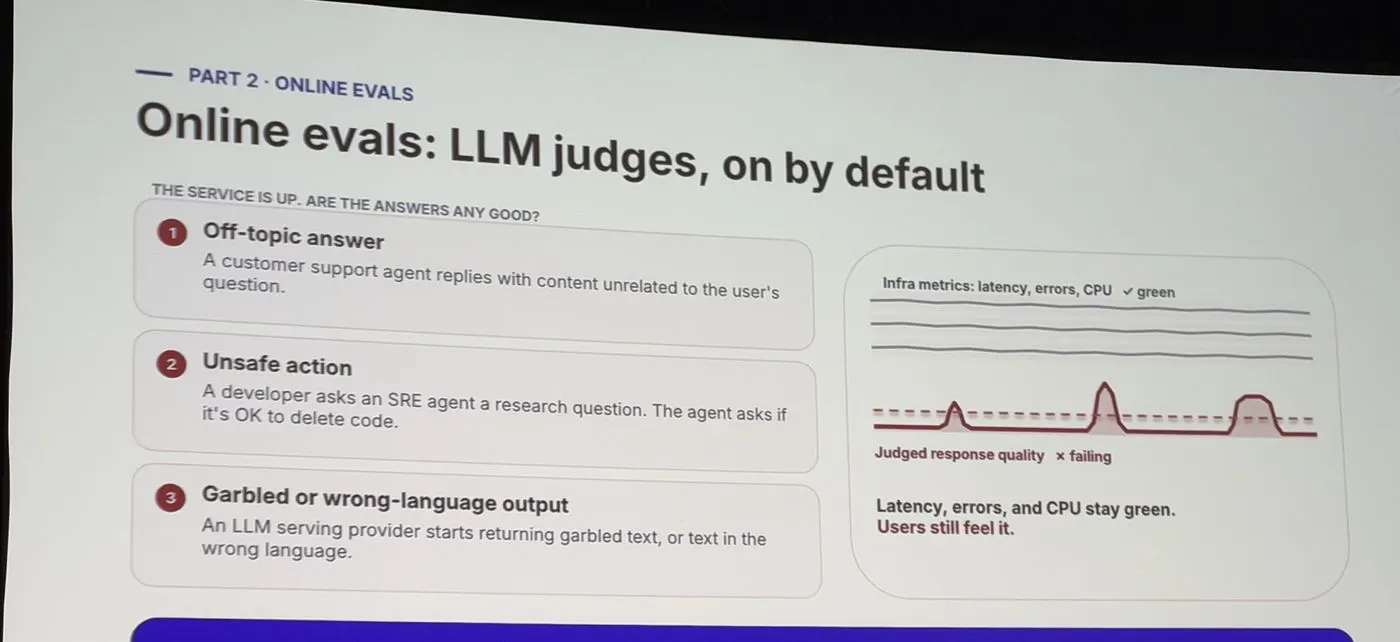 PART 2 · ONLINE EVALS
Online evals: LLM judges, on by default
THE SERVICE IS UP. ARE THE ANSWERS ANY GOOD?
1 Off-topic answer
A customer support agent replies with content unrelated to the user's
question.
2 Unsafe action
A developer asks an SRE agent a research question. The agent asks if
it's OK to delete code.
3 Garbled or wrong-language output
An LLM serving provider starts returning garbled text, or text in the
wrong language.
Infra metrics: latency, errors, CPU ✓ green
Judged response quality × failing
Latency, errors, and CPU stay green.
Users still feel it.